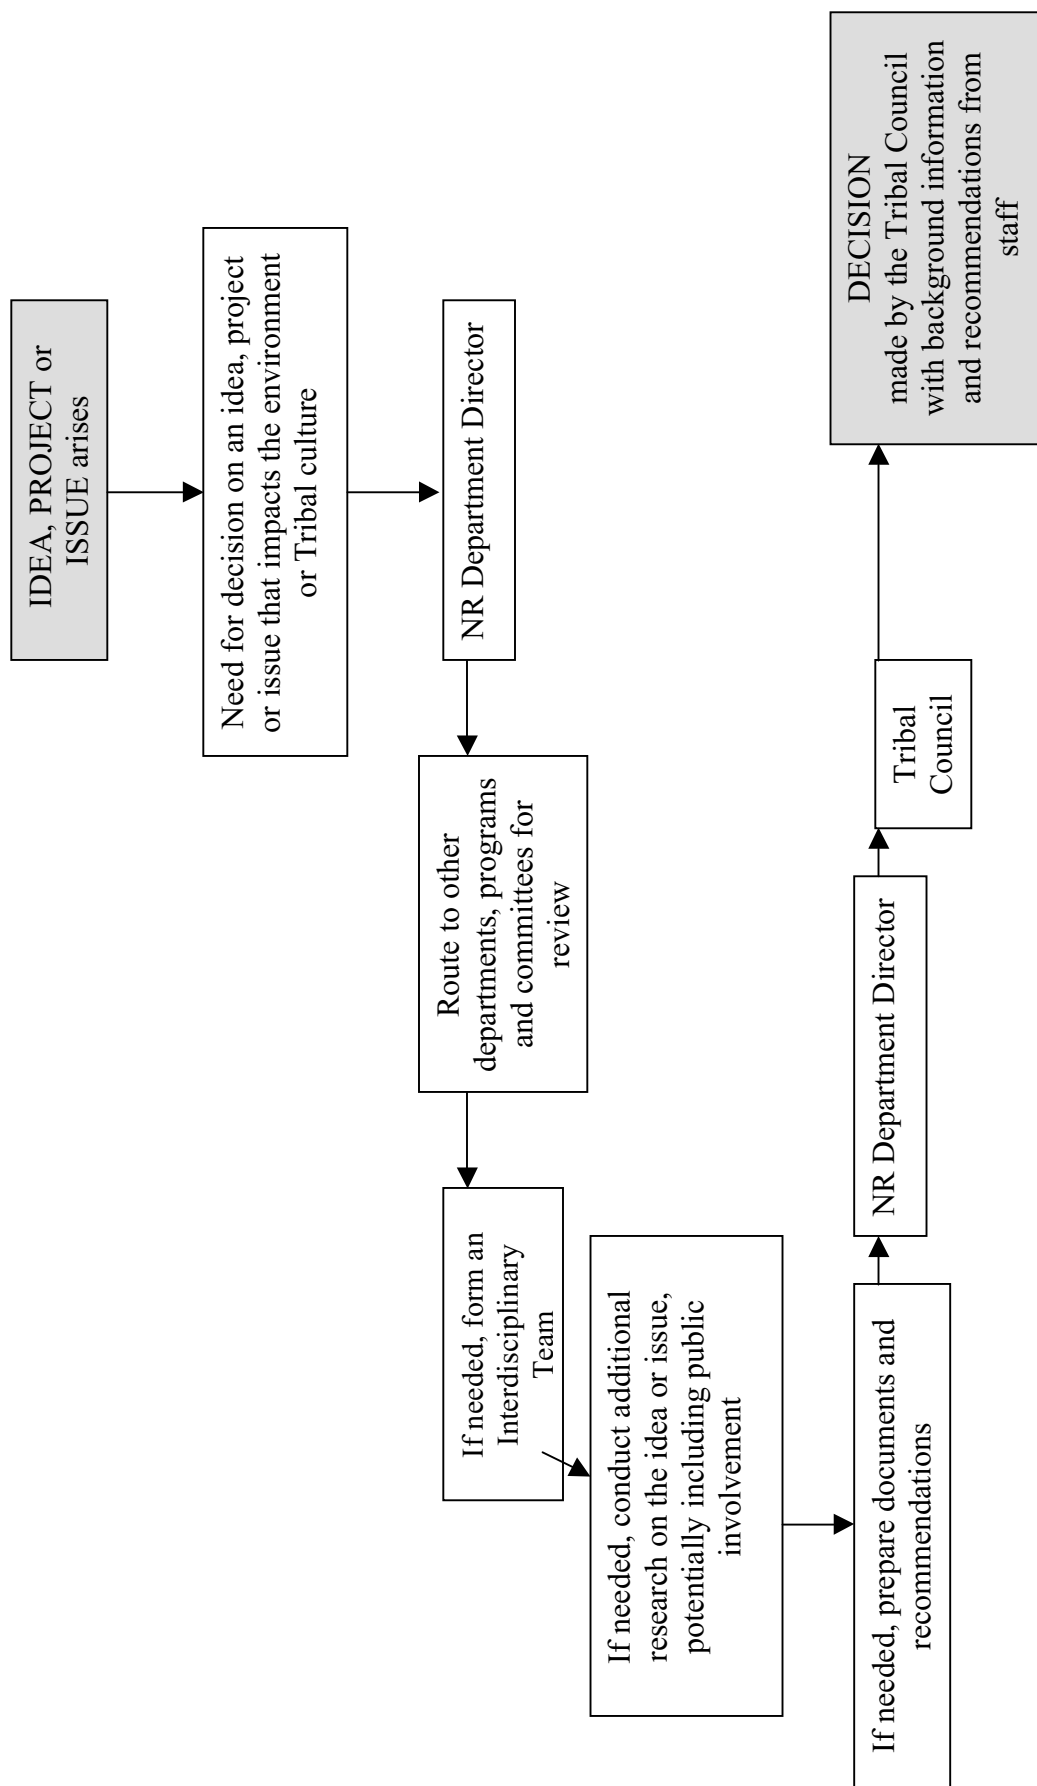 IDEA, PROJECT or
ISSUE arises
Need for decision on an idea, project
or issue that impacts the environment
or Tribal culture
NR Department Director
Route to other
departments, programs
and committees for
review
If needed, form an
Interdisciplinary
Team
If needed, conduct additional
research on the idea or issue,
potentially including public
involvement
If needed, prepare documents and
recommendations
NR Department Director
Tribal
Council
DECISION
made by the Tribal Council
with background information
and recommendations from
staff